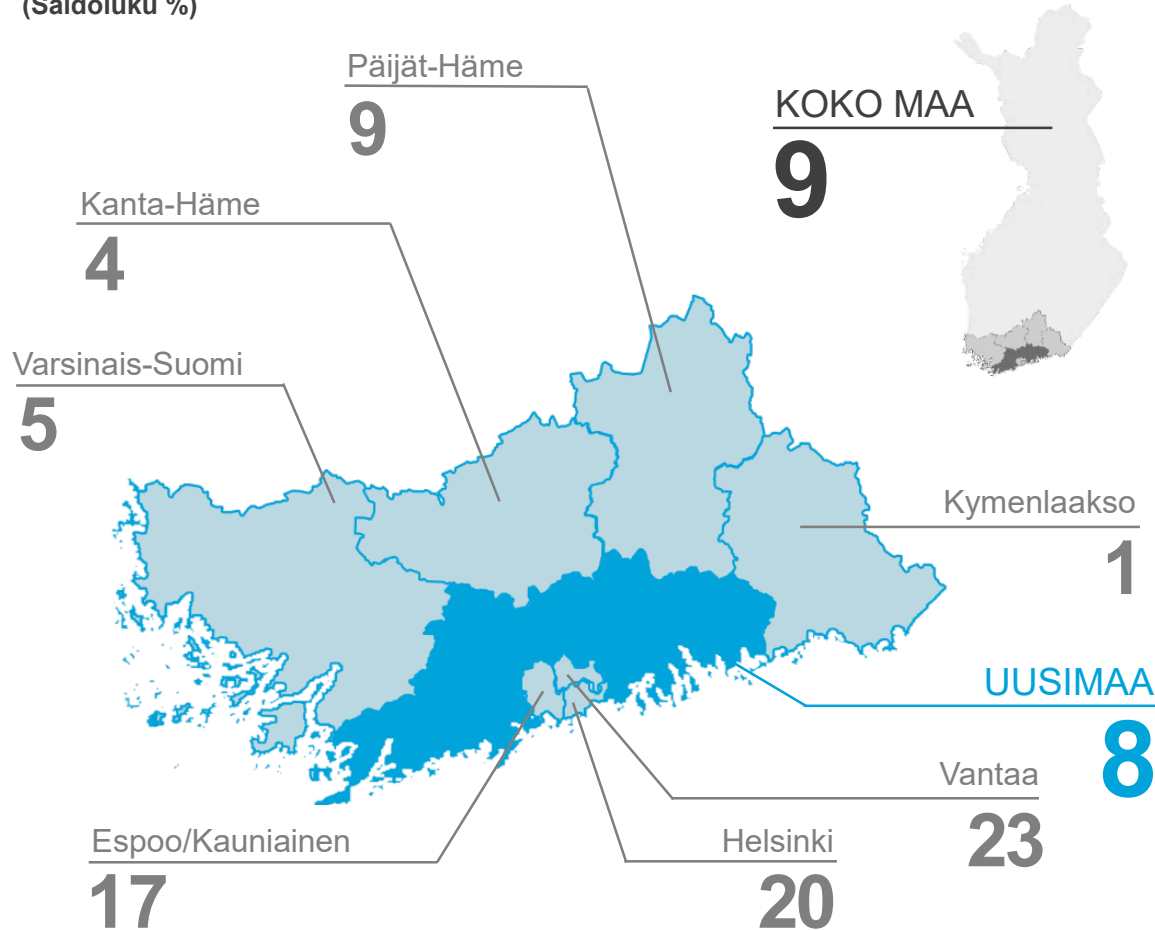 (Saldoluku %)
Päijät-Häme
9
KOKO MAA
9
Kanta-Häme
4
Varsinais-Suomi
5
Kymenlaakso
1
UUSIMAA
8
Vantaa
23
Espoo/Kauniainen
17
Helsinki
20